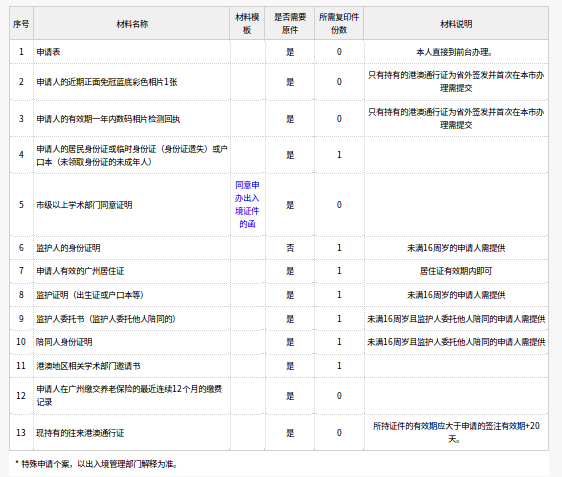 序号 材料名称 材料模板 是否需要原件 所需复印件份数 材料说明
1 申请表 是 0 本人直接到前台办理。
2 申请人的近期正面免冠蓝底彩色相片1张 是 0 只有持有的港澳通行证为省外签发并首次在本市办理需提交
3 申请人的有效期一年内数码相片检测回执 是 0 只有持有的港澳通行证为省外签发并首次在本市办理需提交
4 申请人的居民身份证或临时身份证（身份证遗失）或户口本（未领取身份证的未成年人） 是 1
5 市级以上学术部门同意证明 同意申办出入境证件的函 是 0
6 监护人的身份证明 否 1 未满16周岁的申请人需提供
7 申请人有效的广州居住证 是 1 居住证有效期内即可
8 监护证明（出生证或户口本等） 是 1 未满16周岁的申请人需提供
9 监护人委托书（监护人委托他人陪同的） 是 1 未满16周岁且监护人委托他人陪同的申请人需提供
10 陪同人身份证明 是 1 未满16周岁且监护人委托他人陪同的申请人需提供
11 港澳地区相关学术部门邀请书 是 1
12 申请人在广州缴交养老保险的最近连续12个月的缴费记录 是 0
13 现持有的往来港澳通行证 是 0 所持证件的有效期应大于申请的签注有效期+20天。
* 特殊申请个案，以出入境管理部门解释为准。